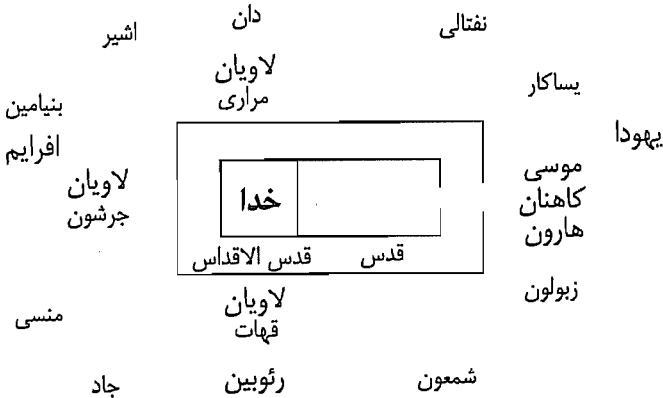 نفتالی
دان
اشیر
یساکار
لاویان
مراری
بنیامین
یهودا
افرایم
موسی
کاهنان
هارون
لاویان
جرشون
خدا
قدس
قدس الاقداس
زبولون
لاویان
قهات
منسی
شمعون
رئوبین
جاد